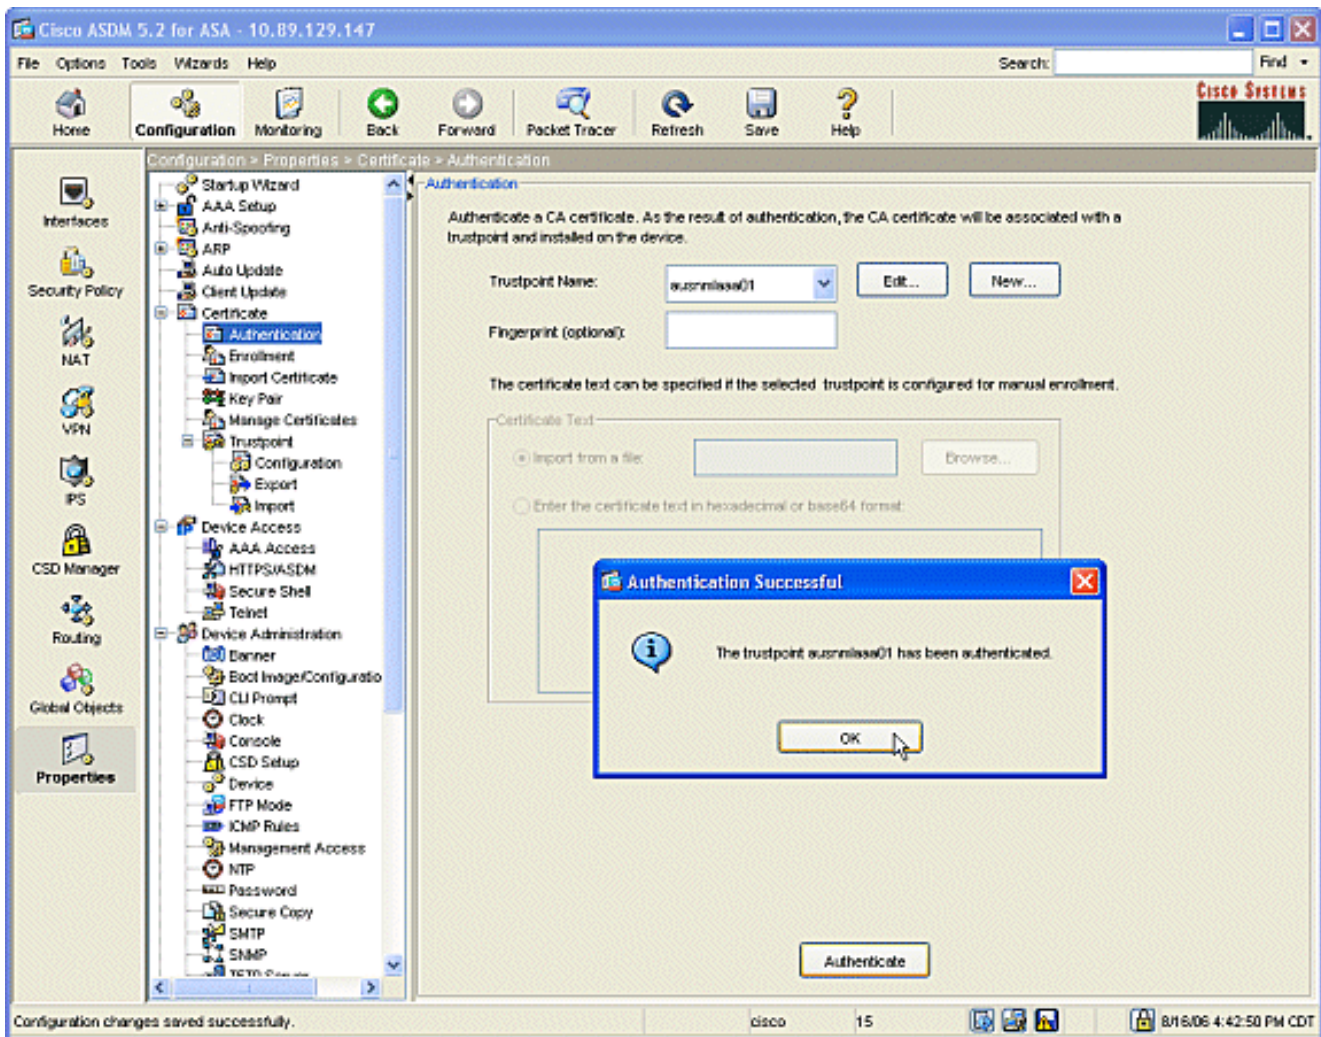 Cisco ASDM 5.2 for ASA - 10.89.129.147
File Options Tools Wizards Help Search: Find
Home Configuration Monitoring Back Forward Packet Tracer Refresh Save Help
CISCO SYSTEMS
Configuration > Properties > Certificate > Authentication
Interfaces
Security Policy
NAT
VPN
IPS
CSD Manager
Routing
Global Objects
Properties
Startup Wizard
AAA Setup
Anti-Spoofing
ARP
Auto Update
Client Update
Certificate
Authentication
Enrollment
Import Certificate
Key Pair
Manage Certificates
Trustpoint
Configuration
Export
Import
Device Access
AAA Access
HTTPS/ASDM
Secure Shell
Telnet
Device Administration
Banner
Boot Image/Configuratio
CLI Prompt
Clock
Console
CSD Setup
Device
FTP Mode
ICMP Rules
Management Access
NTP
Password
Secure Copy
SMTP
SNMP
TFTP Server
Authentication
Authenticate a CA certificate. As the result of authentication, the CA certificate will be associated with a
trustpoint and installed on the device.
Trustpoint Name: ausnmlaaa01 Edit... New...
Fingerprint (optional):
The certificate text can be specified if the selected trustpoint is configured for manual enrollment.
Certificate Text
Import from a file: Browse...
Enter the certificate text in hexadecimal or base64 format:
Authentication Successful
The trustpoint ausnmlaaa01 has been authenticated.
OK
Authenticate
Configuration changes saved successfully. cisco 15 8/16/06 4:42:50 PM CDT